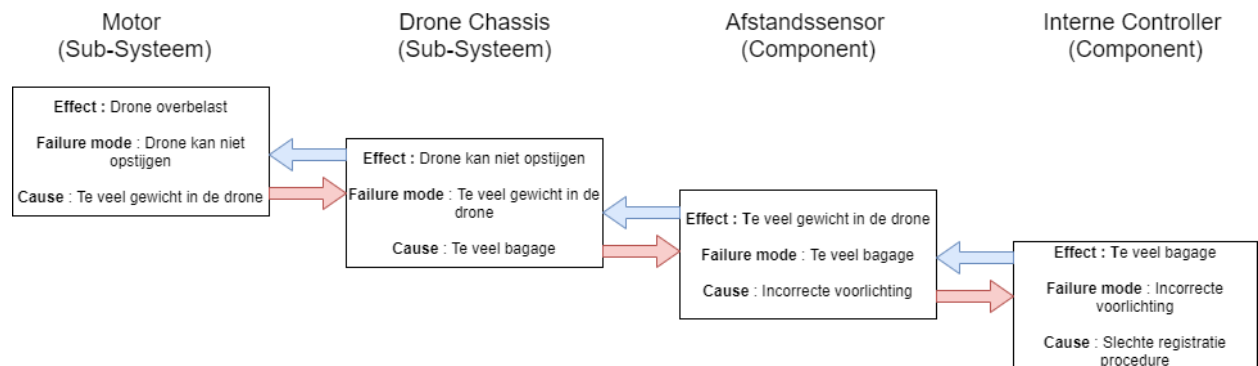 Motor
(Sub-Systeem)
Drone Chassis
(Sub-Systeem)
Afstandssensor
(Component)
Interne Controller
(Component)
Effect : Drone overbelast
Failure mode : Drone kan niet
opstijgen
Cause : Te veel gewicht in de drone
Effect : Drone kan niet opstijgen
Failure mode : Te veel gewicht in de
drone
Cause : Te veel bagage
Effect : Te veel gewicht in de drone
Failure mode : Te veel bagage
Cause : Incorrecte voorlichting
Effect : Te veel bagage
Failure mode : Incorrecte
voorlichting
Cause : Slechte registratie
procedure